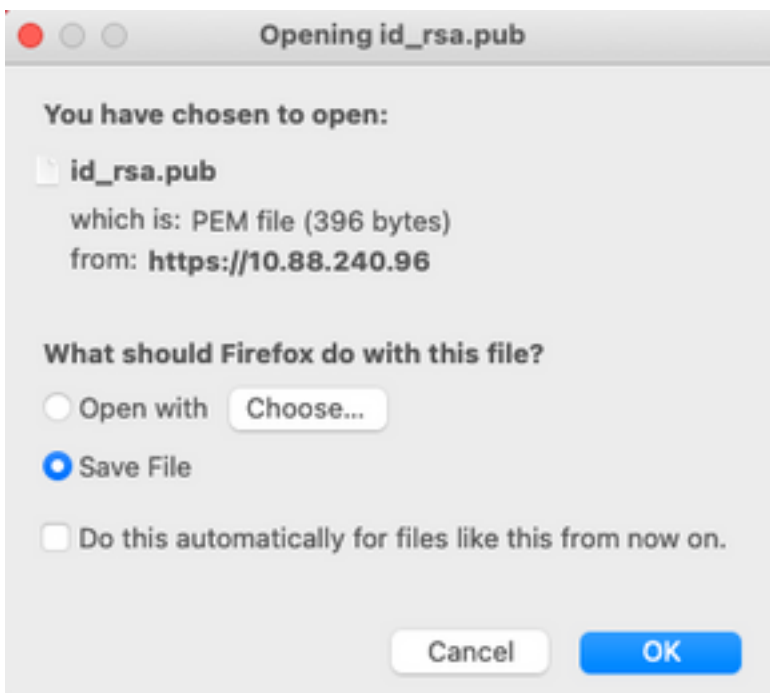 Opening id_rsa.pub
You have chosen to open:
id_rsa.pub
which is: PEM file (396 bytes)
from: https://10.88.240.96
What should Firefox do with this file?
Open with Choose...
Save File
Do this automatically for files like this from now on.
Cancel OK